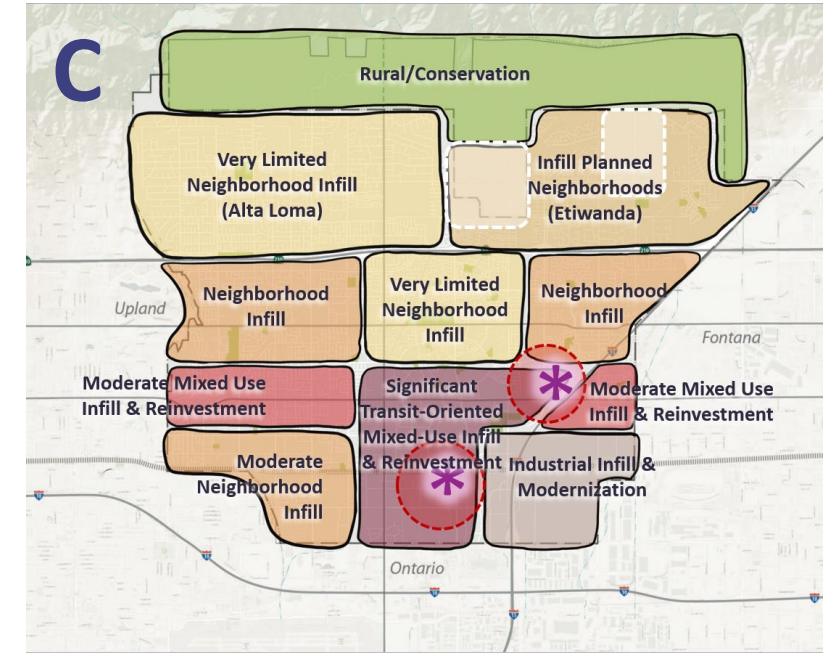 C
Rural/Conservation
Very Limited
Neighborhood Infill
(Alta Loma)
Infill Planned
Neighborhoods
(Etiwanda)
Upland
Neighborhood
Infill
Very Limited
Neighborhood
Infill
Neighborhood
Infill
Fontana
Moderate Mixed Use
Infill & Reinvestment
Significant
Transit-Oriented
Mixed-Use Infill
& Reinvestment
*
Moderate Mixed Use
Infill & Reinvestment
Moderate
Neighborhood
Infill
*
Industrial Infill &
Modernization
Ontario